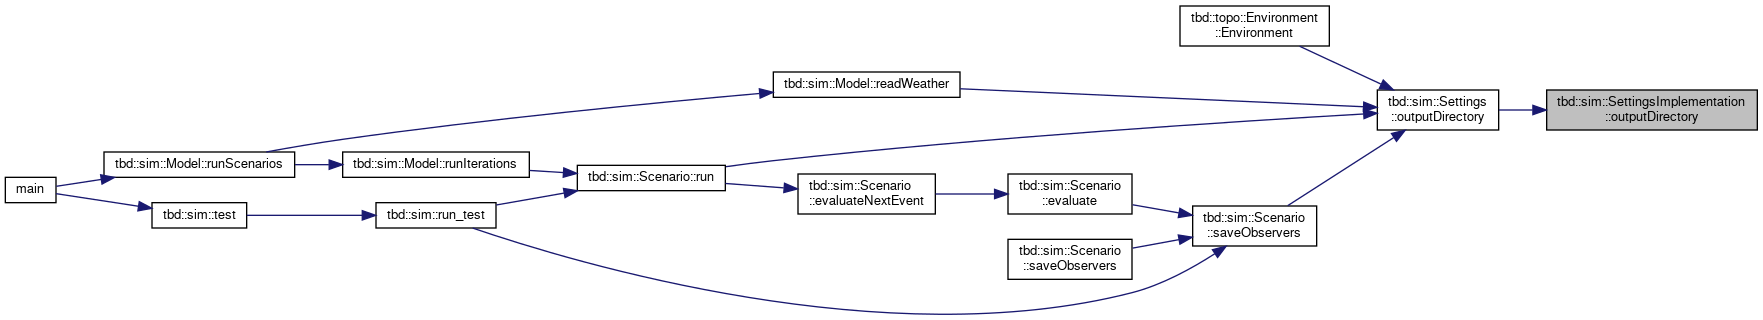 tbd::topo::Environment
::Environment
tbd::sim::Model::readWeather
tbd::sim::Settings
::outputDirectory
tbd::sim::SettingsImplementation
::outputDirectory
tbd::sim::Model::runScenarios
tbd::sim::Model::runIterations
tbd::sim::Scenario::run
main
tbd::sim::Scenario
::evaluateNextEvent
tbd::sim::Scenario
::evaluate
tbd::sim::test
tbd::sim::run_test
tbd::sim::Scenario
::saveObservers
tbd::sim::Scenario
::saveObservers